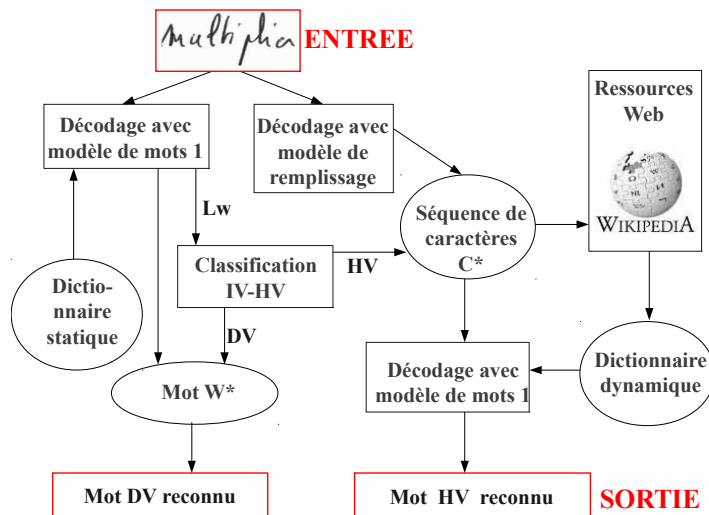 multiplia ENTREE
Décodage avec
modèle de mots 1
Décodage avec
modèle de
remplissage
Ressources
Web
WIKIPEDIA
Lw
Séquence de
caractères
C*
Classification
IV-HV
HV
Dictio-
nnaire
statique
DV
Mot W*
Décodage avec
modèle de mots 1
Dictionnaire
dynamique
Mot DV reconnu
Mot HV reconnu
SORTIE